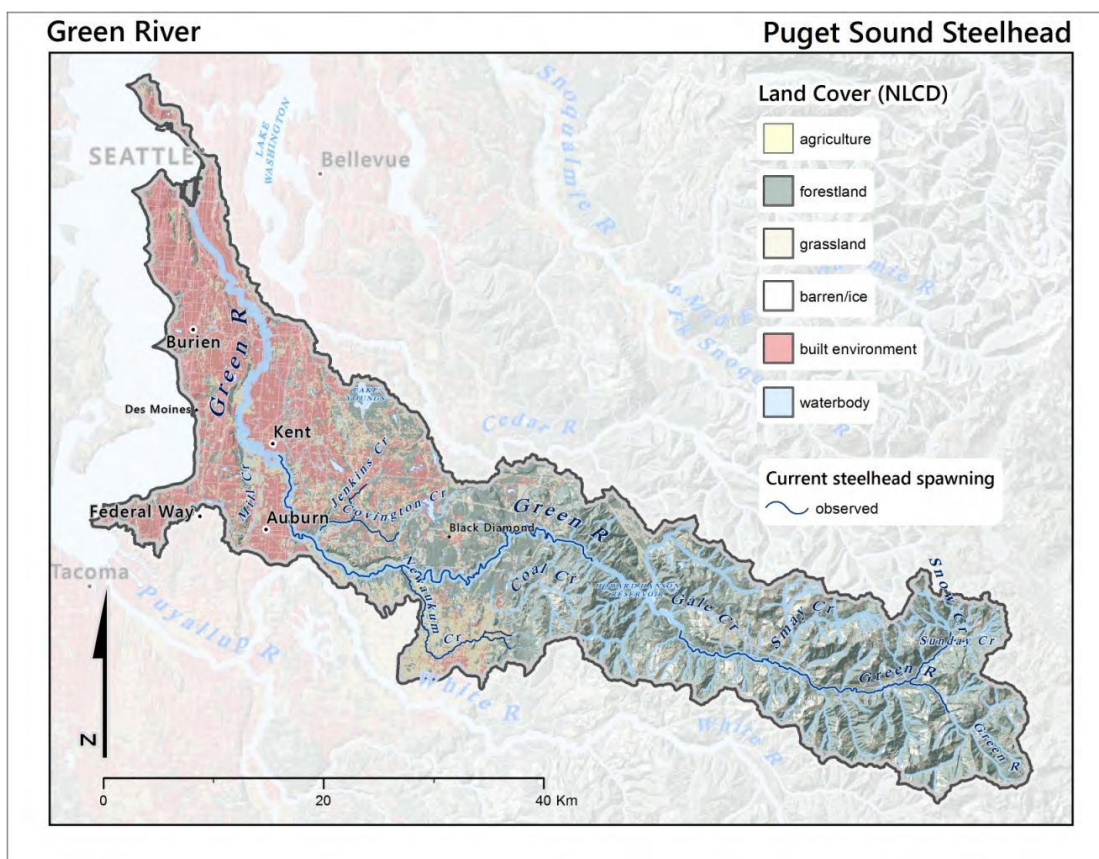 Green River
Puget Sound Steelhead
Land Cover (NLCD)
agriculture
forestland
grassland
barren/ice
built environment
waterbody
Current steelhead spawning
observed
SEATTLE
LAKE
WASHINGTON
Bellevue
Snoqualmie R
Burien
Green R
Des Moines
LAKE
YOUNGS
Kent
Cedar R
Mill Cr
Jenkins Cr
Covington Cr
Federal Way
Auburn
Black Diamond
Green R
Tacoma
Newaukum
Cr
Coal Cr
HOWARD HANSON
RESERVOIR
Gale Cr
Smay Cr
Snow Cr
Sunday Cr
Green R
Green R
Puyallup R
White R
White R
N
0
20
40 Km